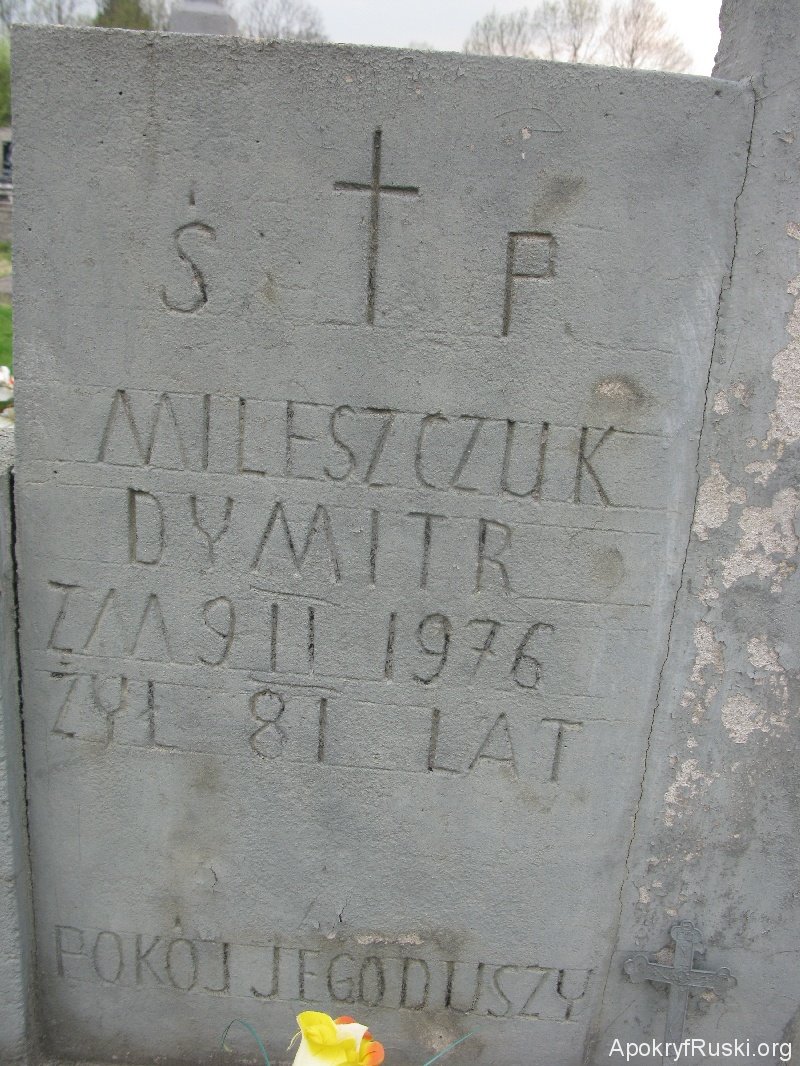 Ś P
MILESZCZUK
DYMITR
ZM 9 II 1976
ŻYŁ 81 LAT
POKÓJ JEGO DUSZY
ApokryfRuski.org